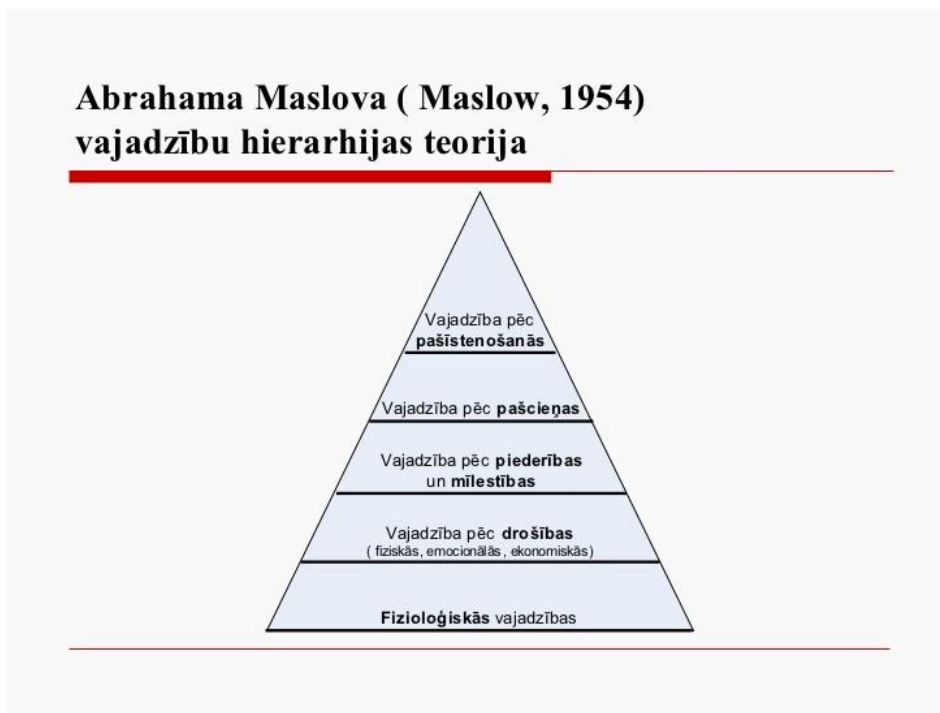 Abrahama Maslova ( Maslow, 1954)
vajadzību hierarhijas teorija
Vajadzība pēc
pašīstenošanās
Vajadzība pēc pašcieņas
Vajadzība pēc piederības
un mīlestības
Vajadzība pēc drošības
( fiziskās, emocionālās , ekonomiskās)
Fizioloģiskās vajadzības